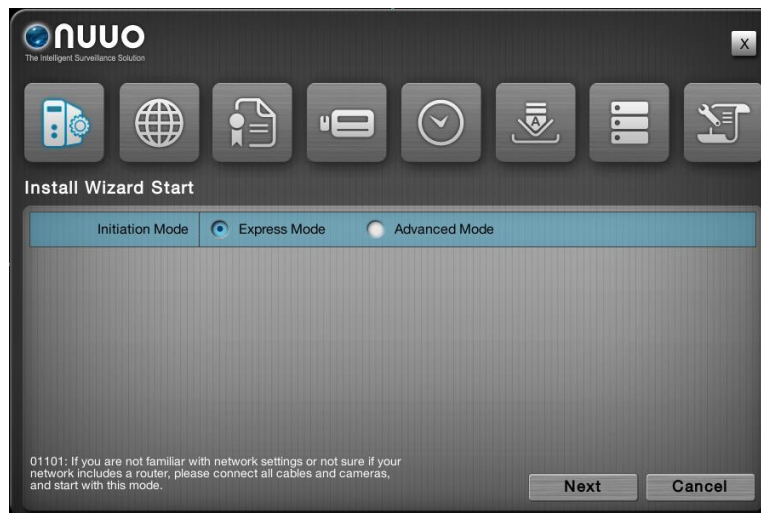 nuuo
The Intelligent Surveillance Solution
X
A
Install Wizard Start
Initiation Mode Express Mode Advanced Mode
01101: If you are not familiar with network settings or not sure if your
network includes a router, please connect all cables and cameras,
and start with this mode.
Next Cancel